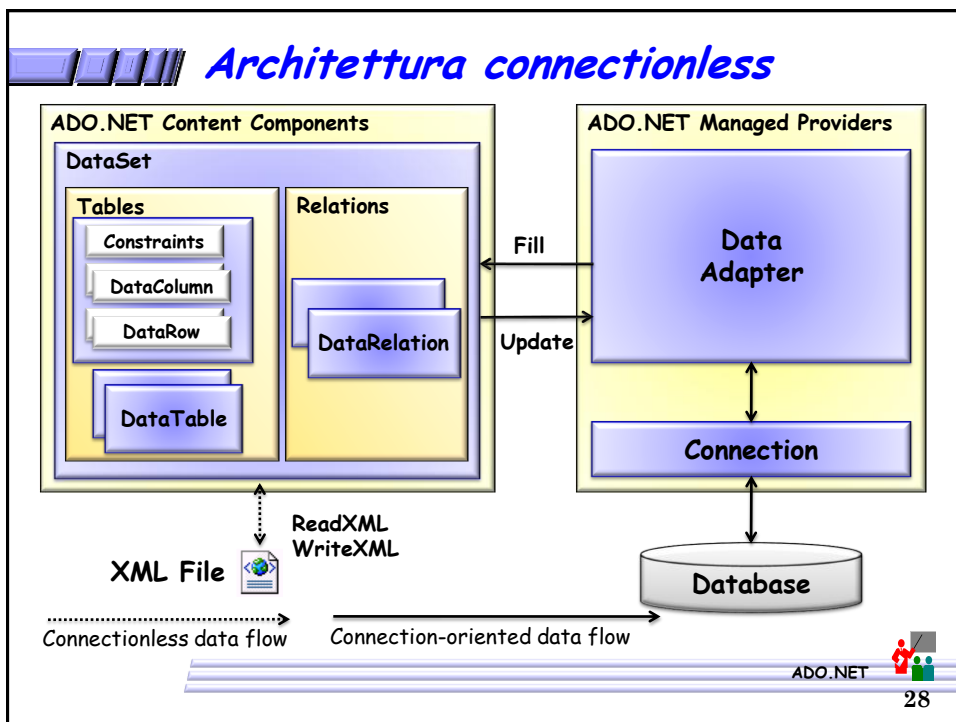 Architettura connectionless
ADO.NET Content Components
DataSet
Tables
Constraints
DataColumn
DataRow
DataTable
Relations
DataRelation
Fill
Update
ADO.NET Managed Providers
Data
Adapter
Connection
Database
ReadXML
WriteXML
XML File
Connectionless data flow
Connection-oriented data flow
ADO.NET
28